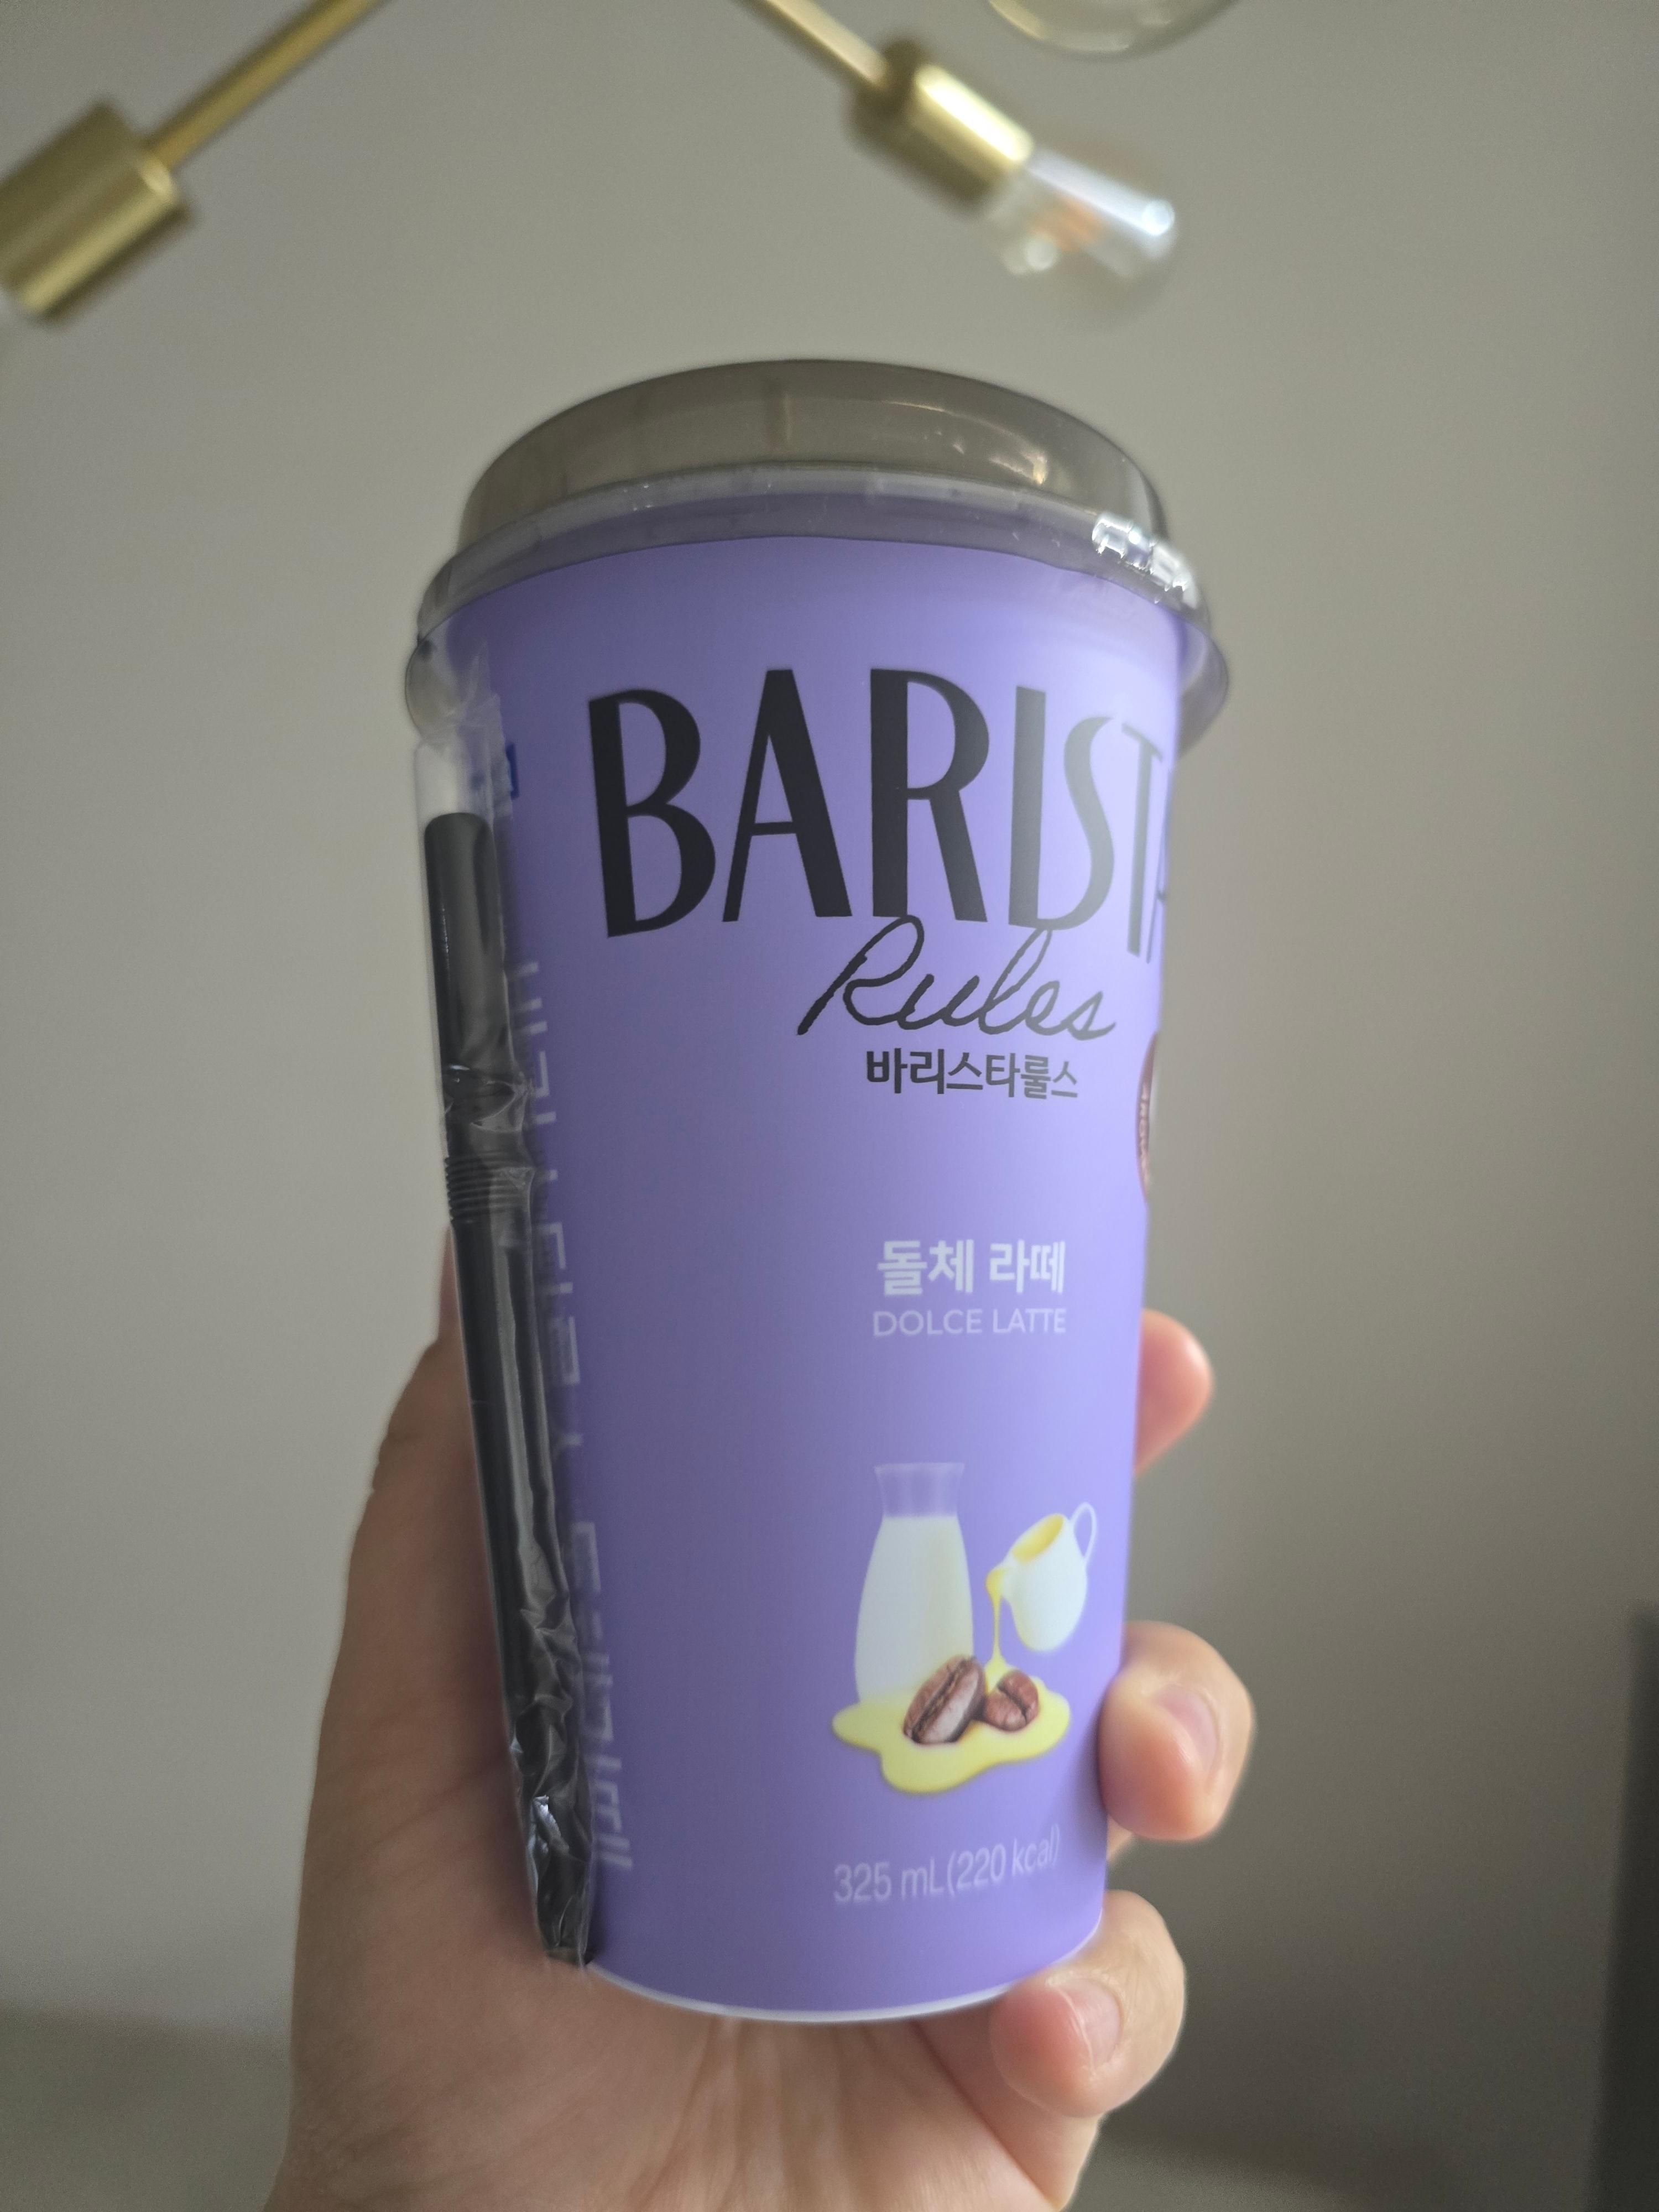 BARISTA
Rules
바리스타룰스
돌체 라떼
DOLCE LATTE
325 mL(220 kcal)